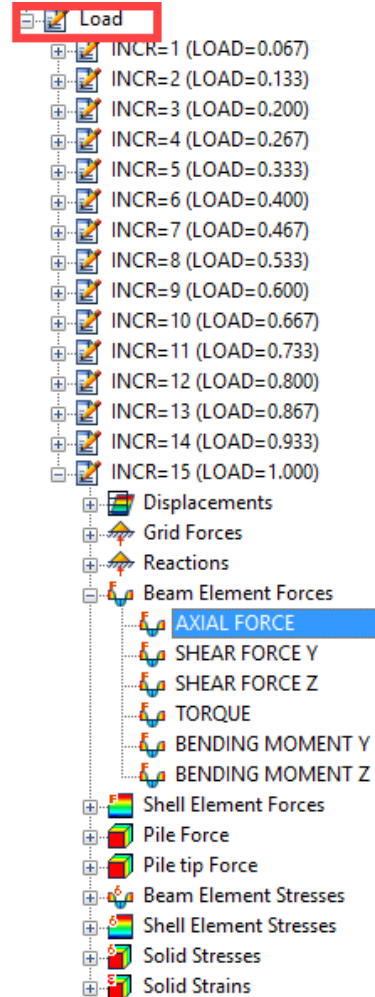 Load
INCR=1 (LOAD=0.067)
INCR=2 (LOAD=0.133)
INCR=3 (LOAD=0.200)
INCR=4 (LOAD=0.267)
INCR=5 (LOAD=0.333)
INCR=6 (LOAD=0.400)
INCR=7 (LOAD=0.467)
INCR=8 (LOAD=0.533)
INCR=9 (LOAD=0.600)
INCR=10 (LOAD=0.667)
INCR=11 (LOAD=0.733)
INCR=12 (LOAD=0.800)
INCR=13 (LOAD=0.867)
INCR=14 (LOAD=0.933)
INCR=15 (LOAD=1.000)
Displacements
Grid Forces
Reactions
Beam Element Forces
AXIAL FORCE
SHEAR FORCE Y
SHEAR FORCE Z
TORQUE
BENDING MOMENT Y
BENDING MOMENT Z
Shell Element Forces
Pile Force
Pile tip Force
Beam Element Stresses
Shell Element Stresses
Solid Stresses
Solid Strains